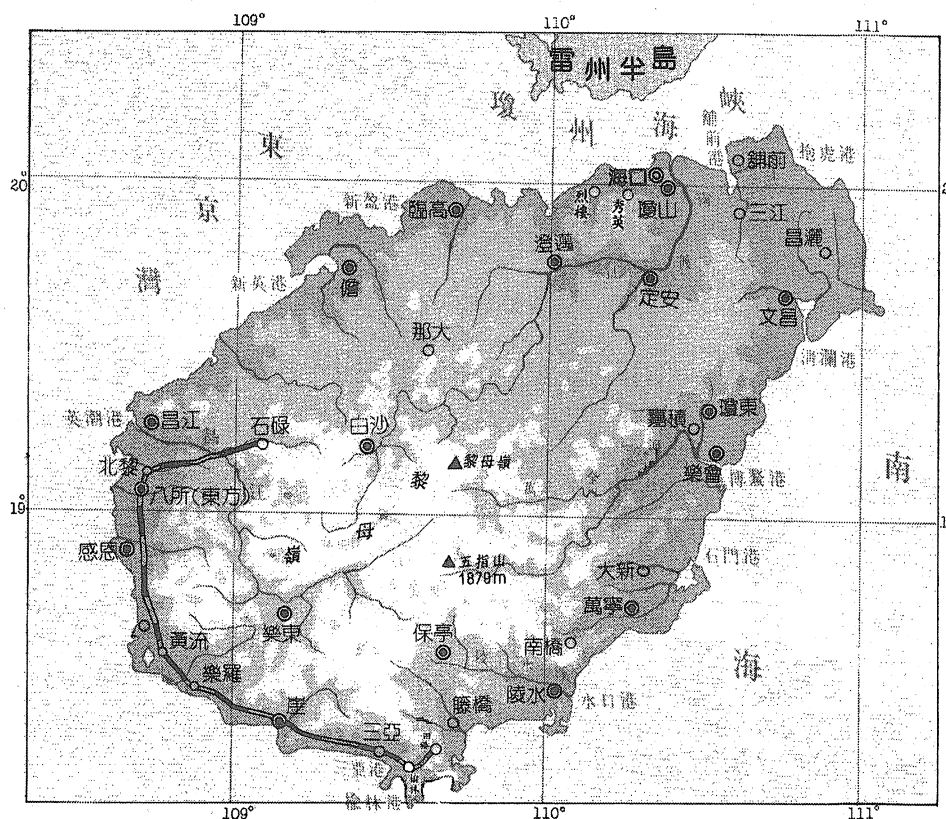 109°
110°
111°
雷州半島
瓊州海峽
東京灣
舖前港
舖前
抱虎港
海口
烈樓
秀英
瓊山
20°
新盈港
臨高
三江
昌灑
澄邁
新英港
儋
定安
文昌
清瀾港
那大
英潮港
昌江
石碌
白沙
黎母嶺
嘉積
瓊東
北黎
八所(東方)
江
樂會
博鰲港
南海
19°
黎母嶺
感恩
五指山
1879m
石門港
大新
萬寧
樂東
保亭
南橋
黃流
樂羅
陵水
水口港
崖
藤橋
三亞
榆林港
109°
110°
111°